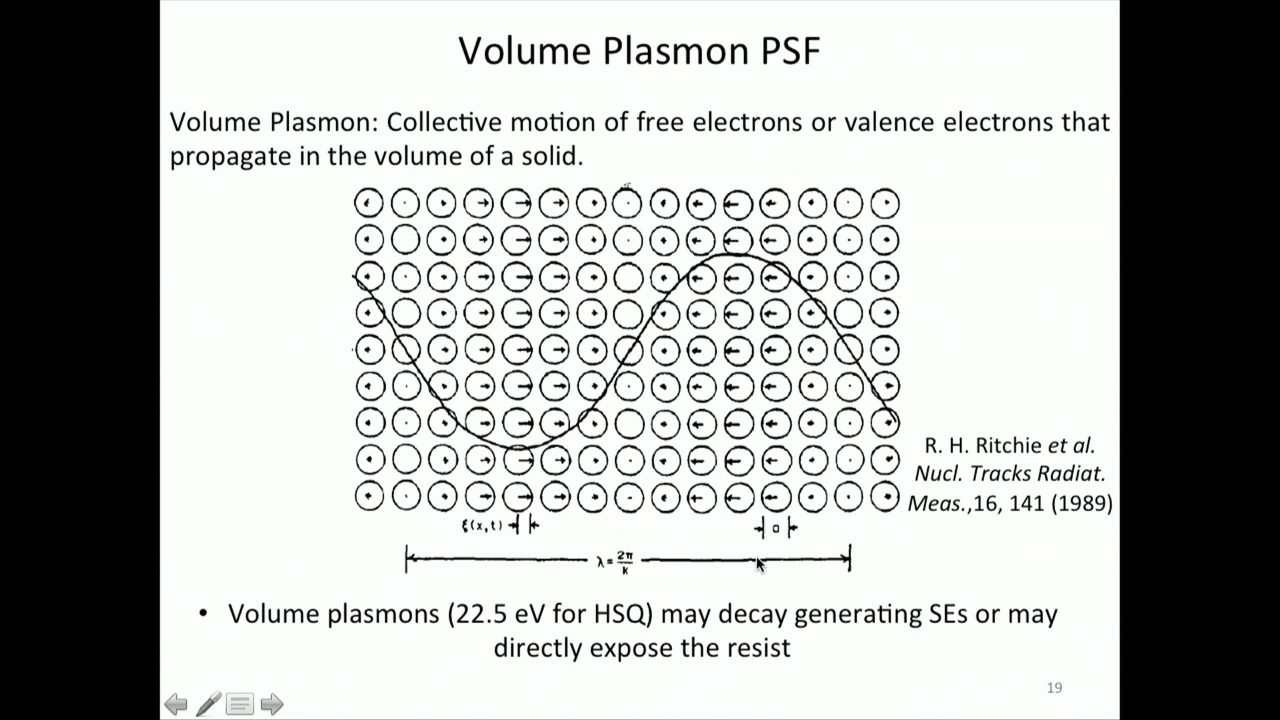 Volume Plasmon PSF
Volume Plasmon: Collective motion of free electrons or valence electrons that
propagate in the volume of a solid.
R. H. Ritchie et al.
Nucl. Tracks Radiat.
Meas.,16, 141 (1989)
ξ(x,t)
a
λ = 2π/K
• Volume plasmons (22.5 eV for HSQ) may decay generating SEs or may
directly expose the resist
19